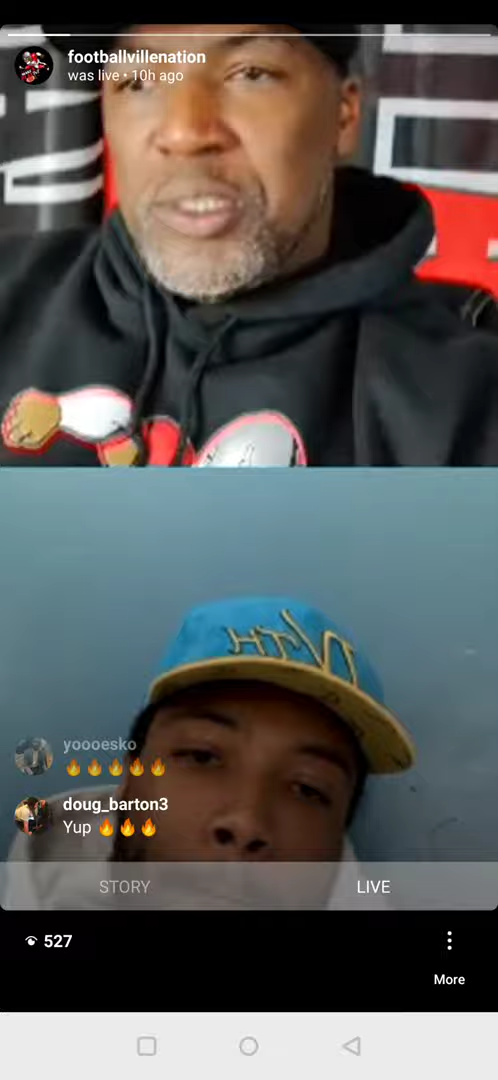 footballvillenation
was live • 10h ago
yoooesko
🔥🔥🔥🔥🔥
doug_barton3
Yup 🔥🔥🔥
STORY
LIVE
527
More